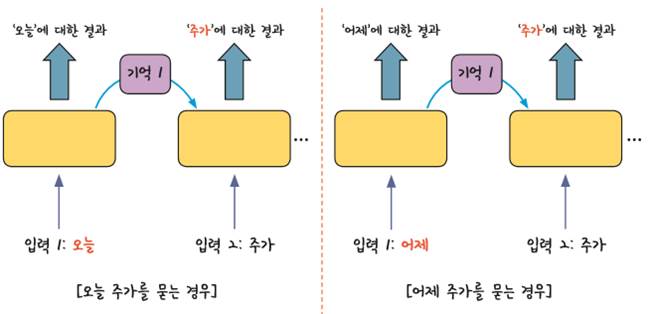 '오늘'에 대한 결과
'주가'에 대한 결과
기억 1
...
입력 1: 오늘
입력 2: 주가
[오늘 주가를 묻는 경우]
'어제'에 대한 결과
'주가'에 대한 결과
기억 1
...
입력 1: 어제
입력 2: 주가
[어제 주가를 묻는 경우]